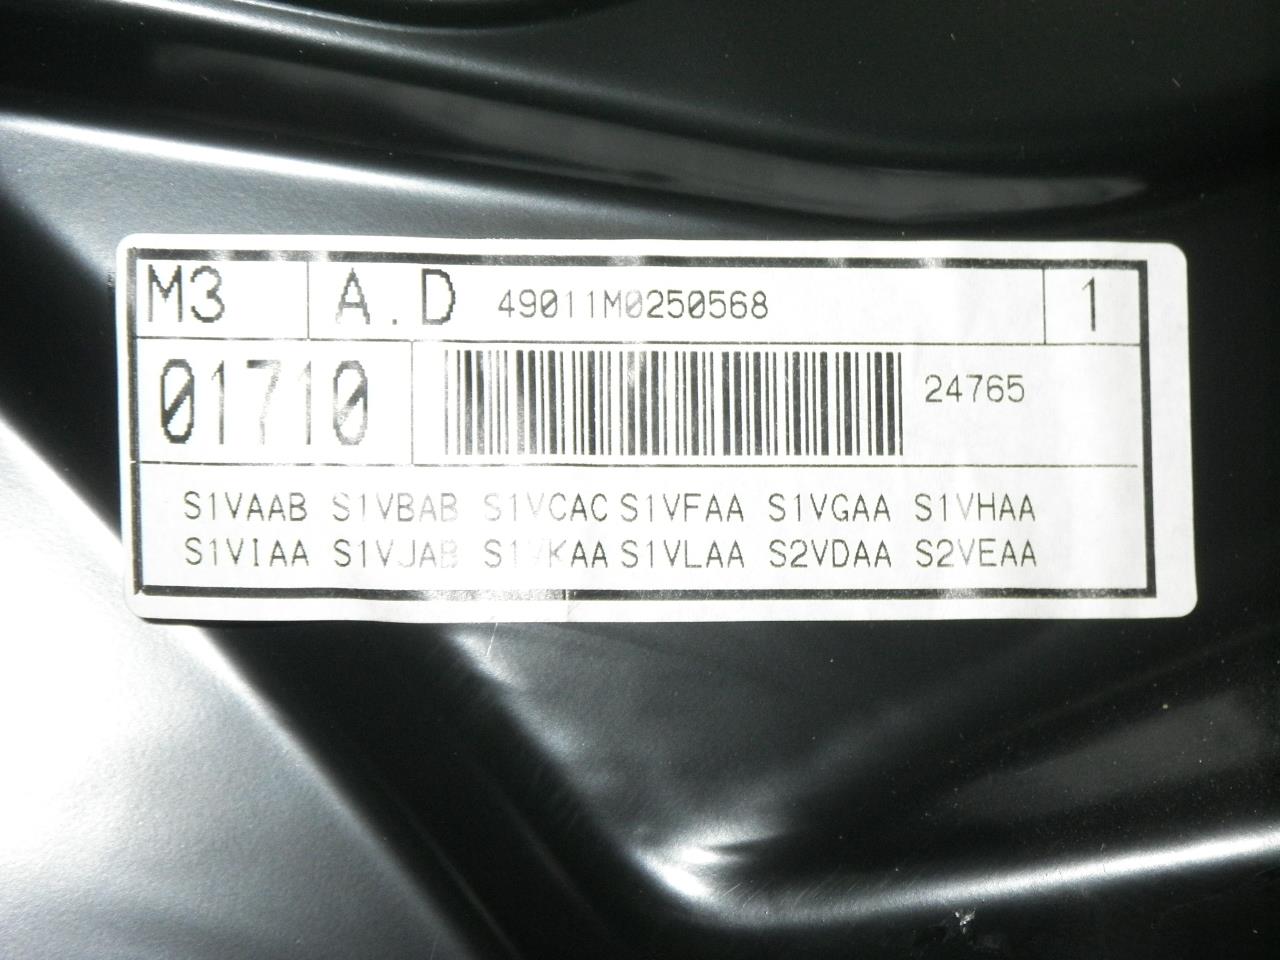 M3 A.D 49011M0250568 1
01710 24765
S1VAAB S1VBAB S1VCAC S1VFAA S1VGAA S1VHAA
S1VIAA S1VJAB S1VKAA S1VLAA S2VDAA S2VEAA